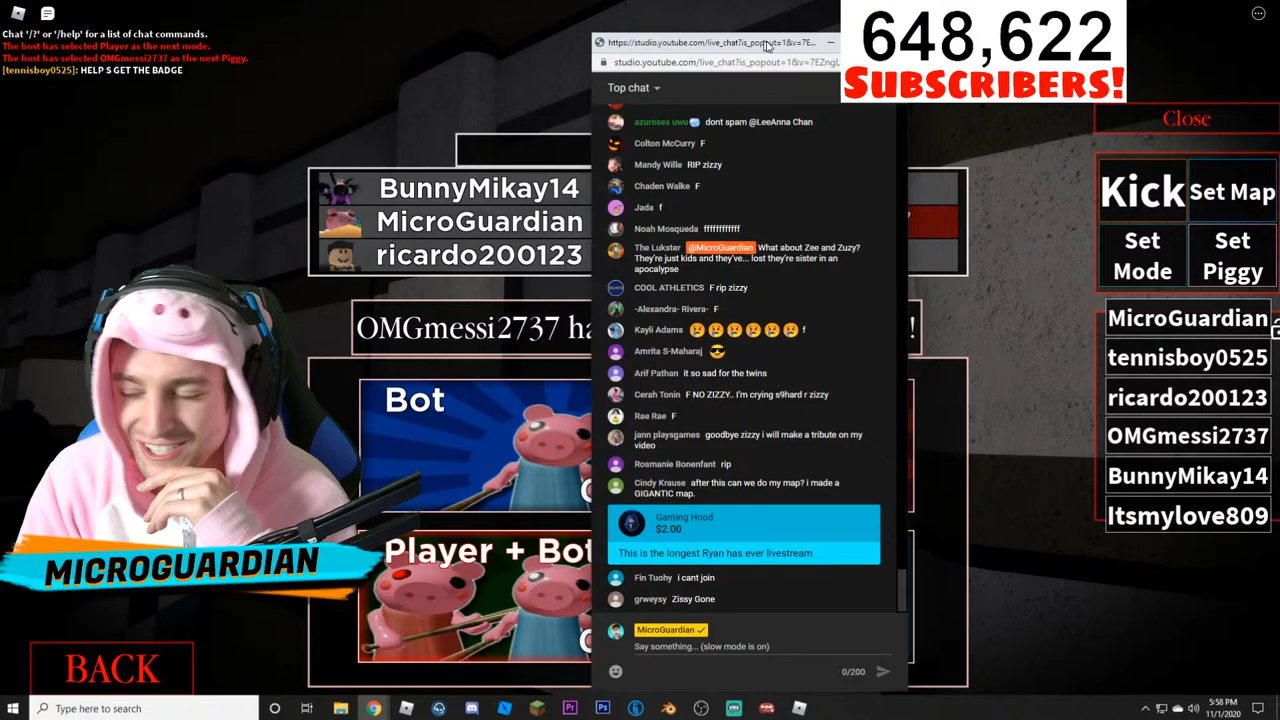 Chat '/?' or '/help' for a list of chat commands.
The host has selected Player as the next mode.
The host has selected OMGmessi2737 as the next Piggy.
[tennisboy0525]: HELP S GET THE BADGE
https://studio.youtube.com/live_chat?is_popout=1&v=7E...
studio.youtube.com/live_chat?is_popout=1&v=7EZngL
648,622
SUBSCRIBERS!
Top chat
azuroses uwu dont spam @LeeAnna Chan
Colton McCurry F
Mandy Wille RIP zizzy
Chaden Walke F
Jada f
Noah Mosqueda ffffffffffff
The Lukster @MicroGuardian What about Zee and Zuzy?
They're just kids and they've... lost they're sister in an
apocalypse
COOL ATHLETICS F rip zizzy
-Alexandra- Rivera- F
Kayli Adams 😢😢😢😢😢😢 f
Amrita S-Maharaj 😎
Arif Pathan it so sad for the twins
Cerah Tonin F NO ZIZZY.. I'm crying s9hard r zizzy
Rae Rae F
jann playsgames goodbye zizzy i will make a tribute on my
video
Rosmanie Bonenfant rip
Cindy Krause after this can we do my map? i made a
GIGANTIC map.
Gaming Hood
$2.00
This is the longest Ryan has ever livestream
Fin Tuohy i cant join
grweysy Zissy Gone
MicroGuardian ✓
Say something... (slow mode is on)
0/200
BunnyMikay14
MicroGuardian
ricardo200123
OMGmessi2737 ha
!
Bot
Player + Bot
MICROGUARDIAN
BACK
Close
Kick
Set Map
Set
Mode
Set
Piggy
MicroGuardian
tennisboy0525
ricardo200123
OMGmessi2737
BunnyMikay14
Itsmylove809
Type here to search
5:58 PM
11/1/2020